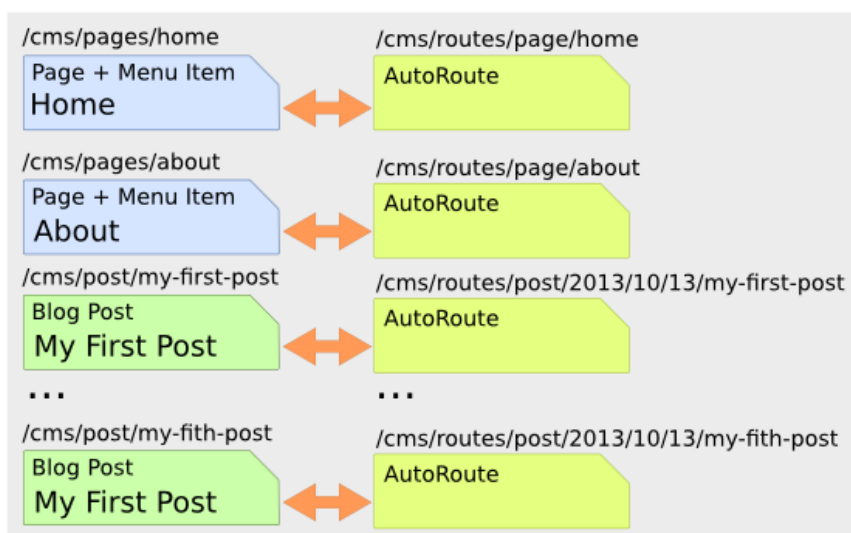 /cms/pages/home
/cms/routes/page/home
Page + Menu Item
Home
AutoRoute
/cms/pages/about
/cms/routes/page/about
Page + Menu Item
About
AutoRoute
/cms/post/my-first-post
/cms/routes/post/2013/10/13/my-first-post
Blog Post
My First Post
AutoRoute
...
...
/cms/post/my-fith-post
/cms/routes/post/2013/10/13/my-fith-post
Blog Post
My First Post
AutoRoute